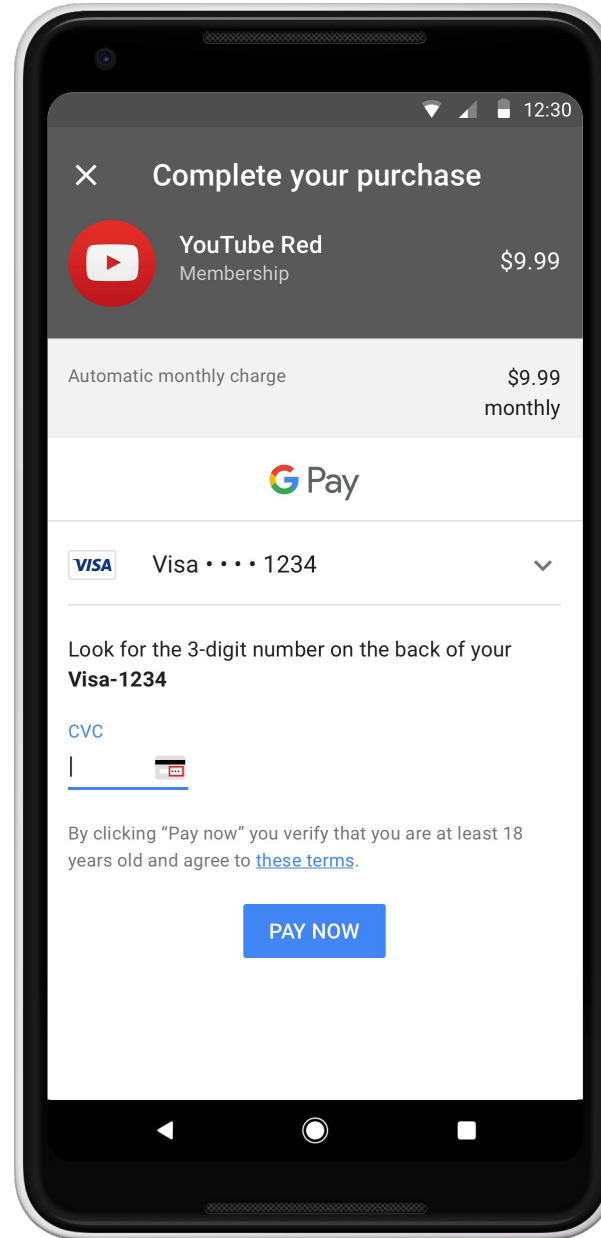 12:30
Complete your purchase
YouTube Red
Membership
$9.99
Automatic monthly charge
$9.99
monthly
G Pay
VISA
Visa •••• 1234
Look for the 3-digit number on the back of your
Visa-1234
CVC
By clicking “Pay now” you verify that you are at least 18
years old and agree to these terms.
PAY NOW